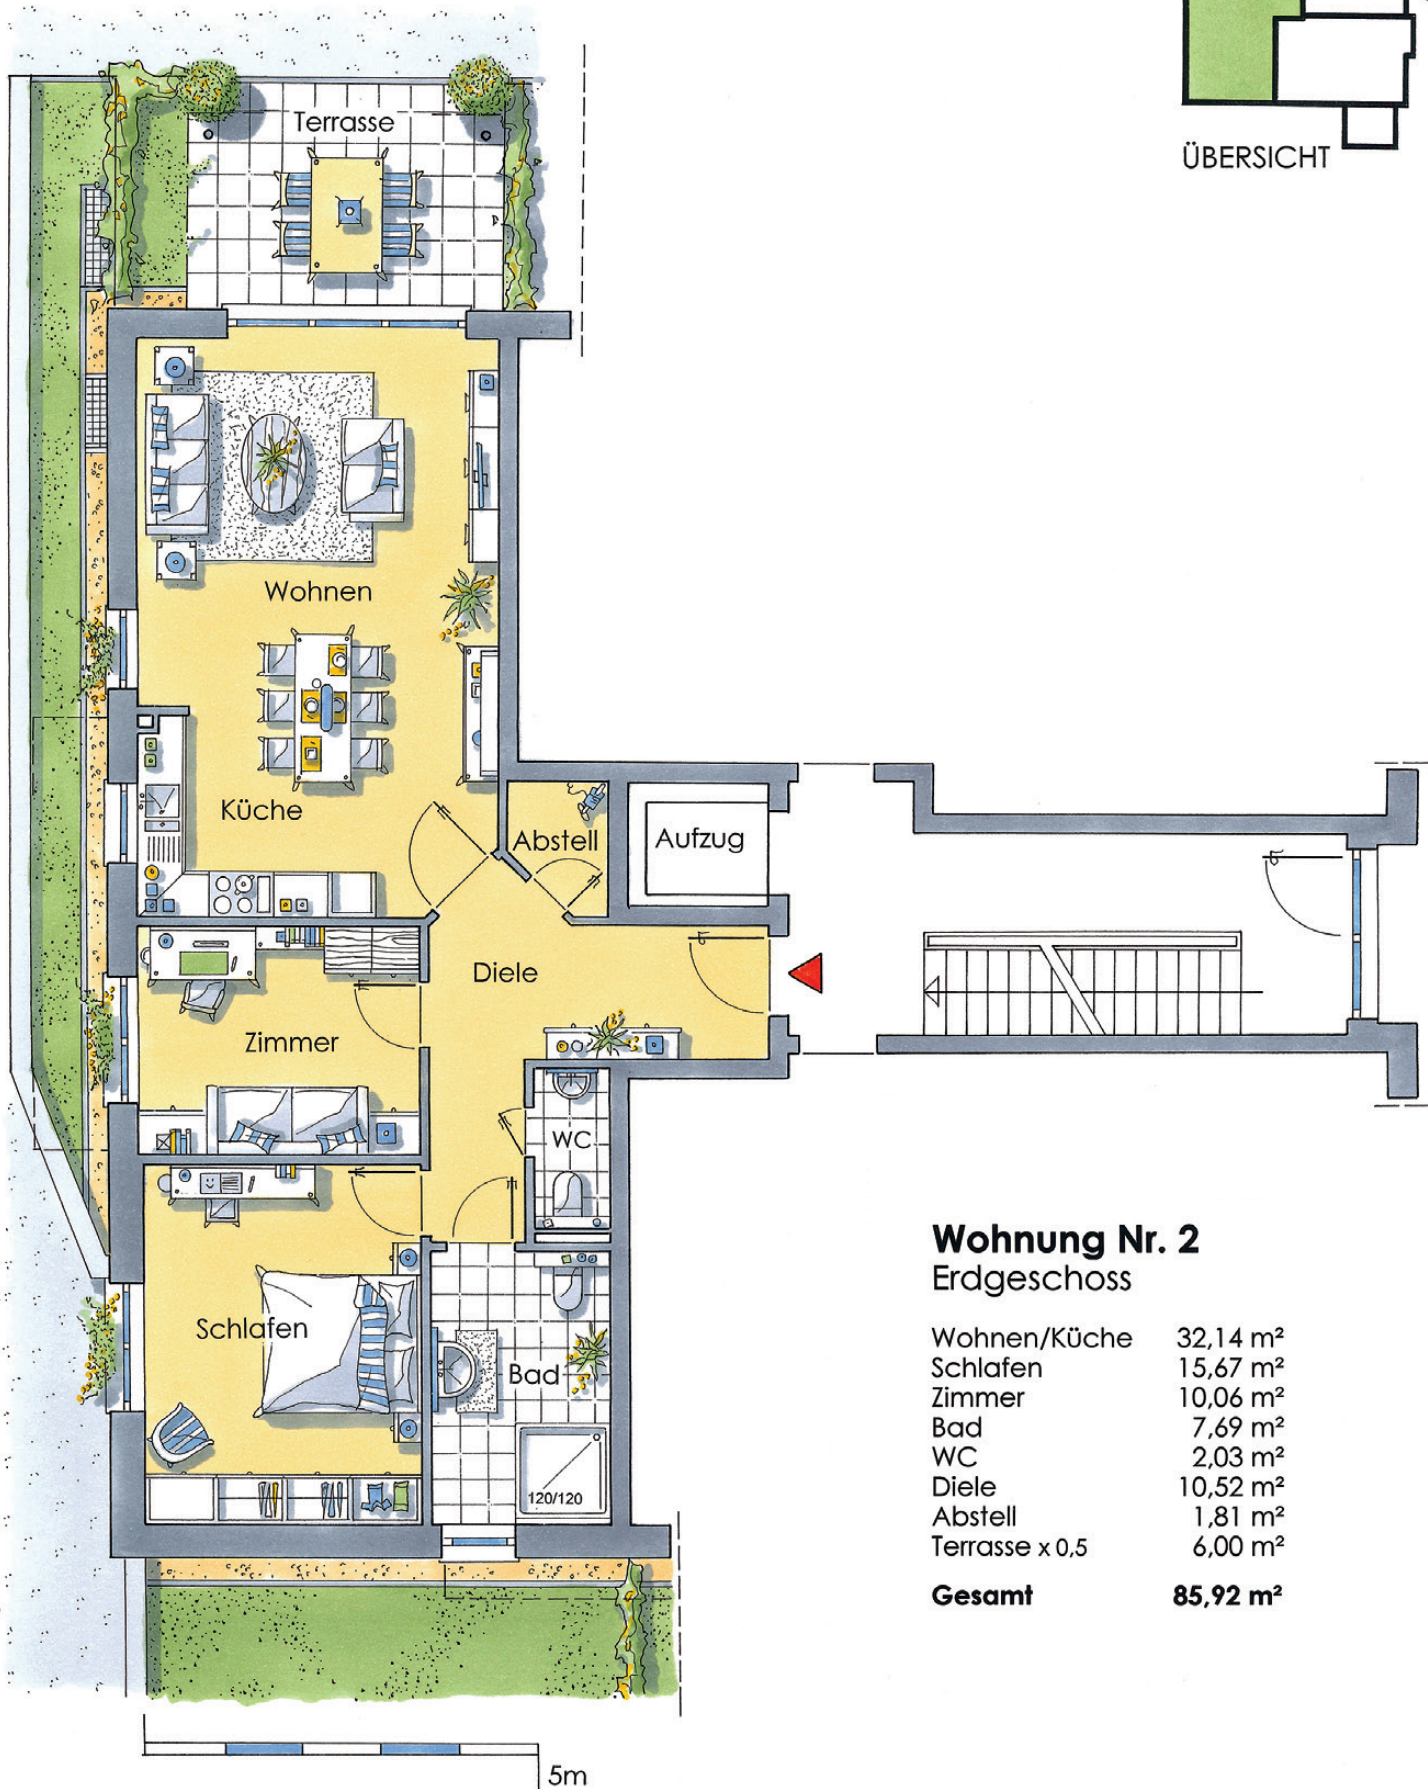 ÜBERSICHT
Terrasse
Wohnen
Küche
Abstell
Aufzug
Diele
Zimmer
WC
Schlafen
Bad
120/120
Wohnung Nr. 2
Erdgeschoss
Wohnen/Küche 32,14 m²
Schlafen 15,67 m²
Zimmer 10,06 m²
Bad 7,69 m²
WC 2,03 m²
Diele 10,52 m²
Abstell 1,81 m²
Terrasse x 0,5 6,00 m²
Gesamt 85,92 m²
5m